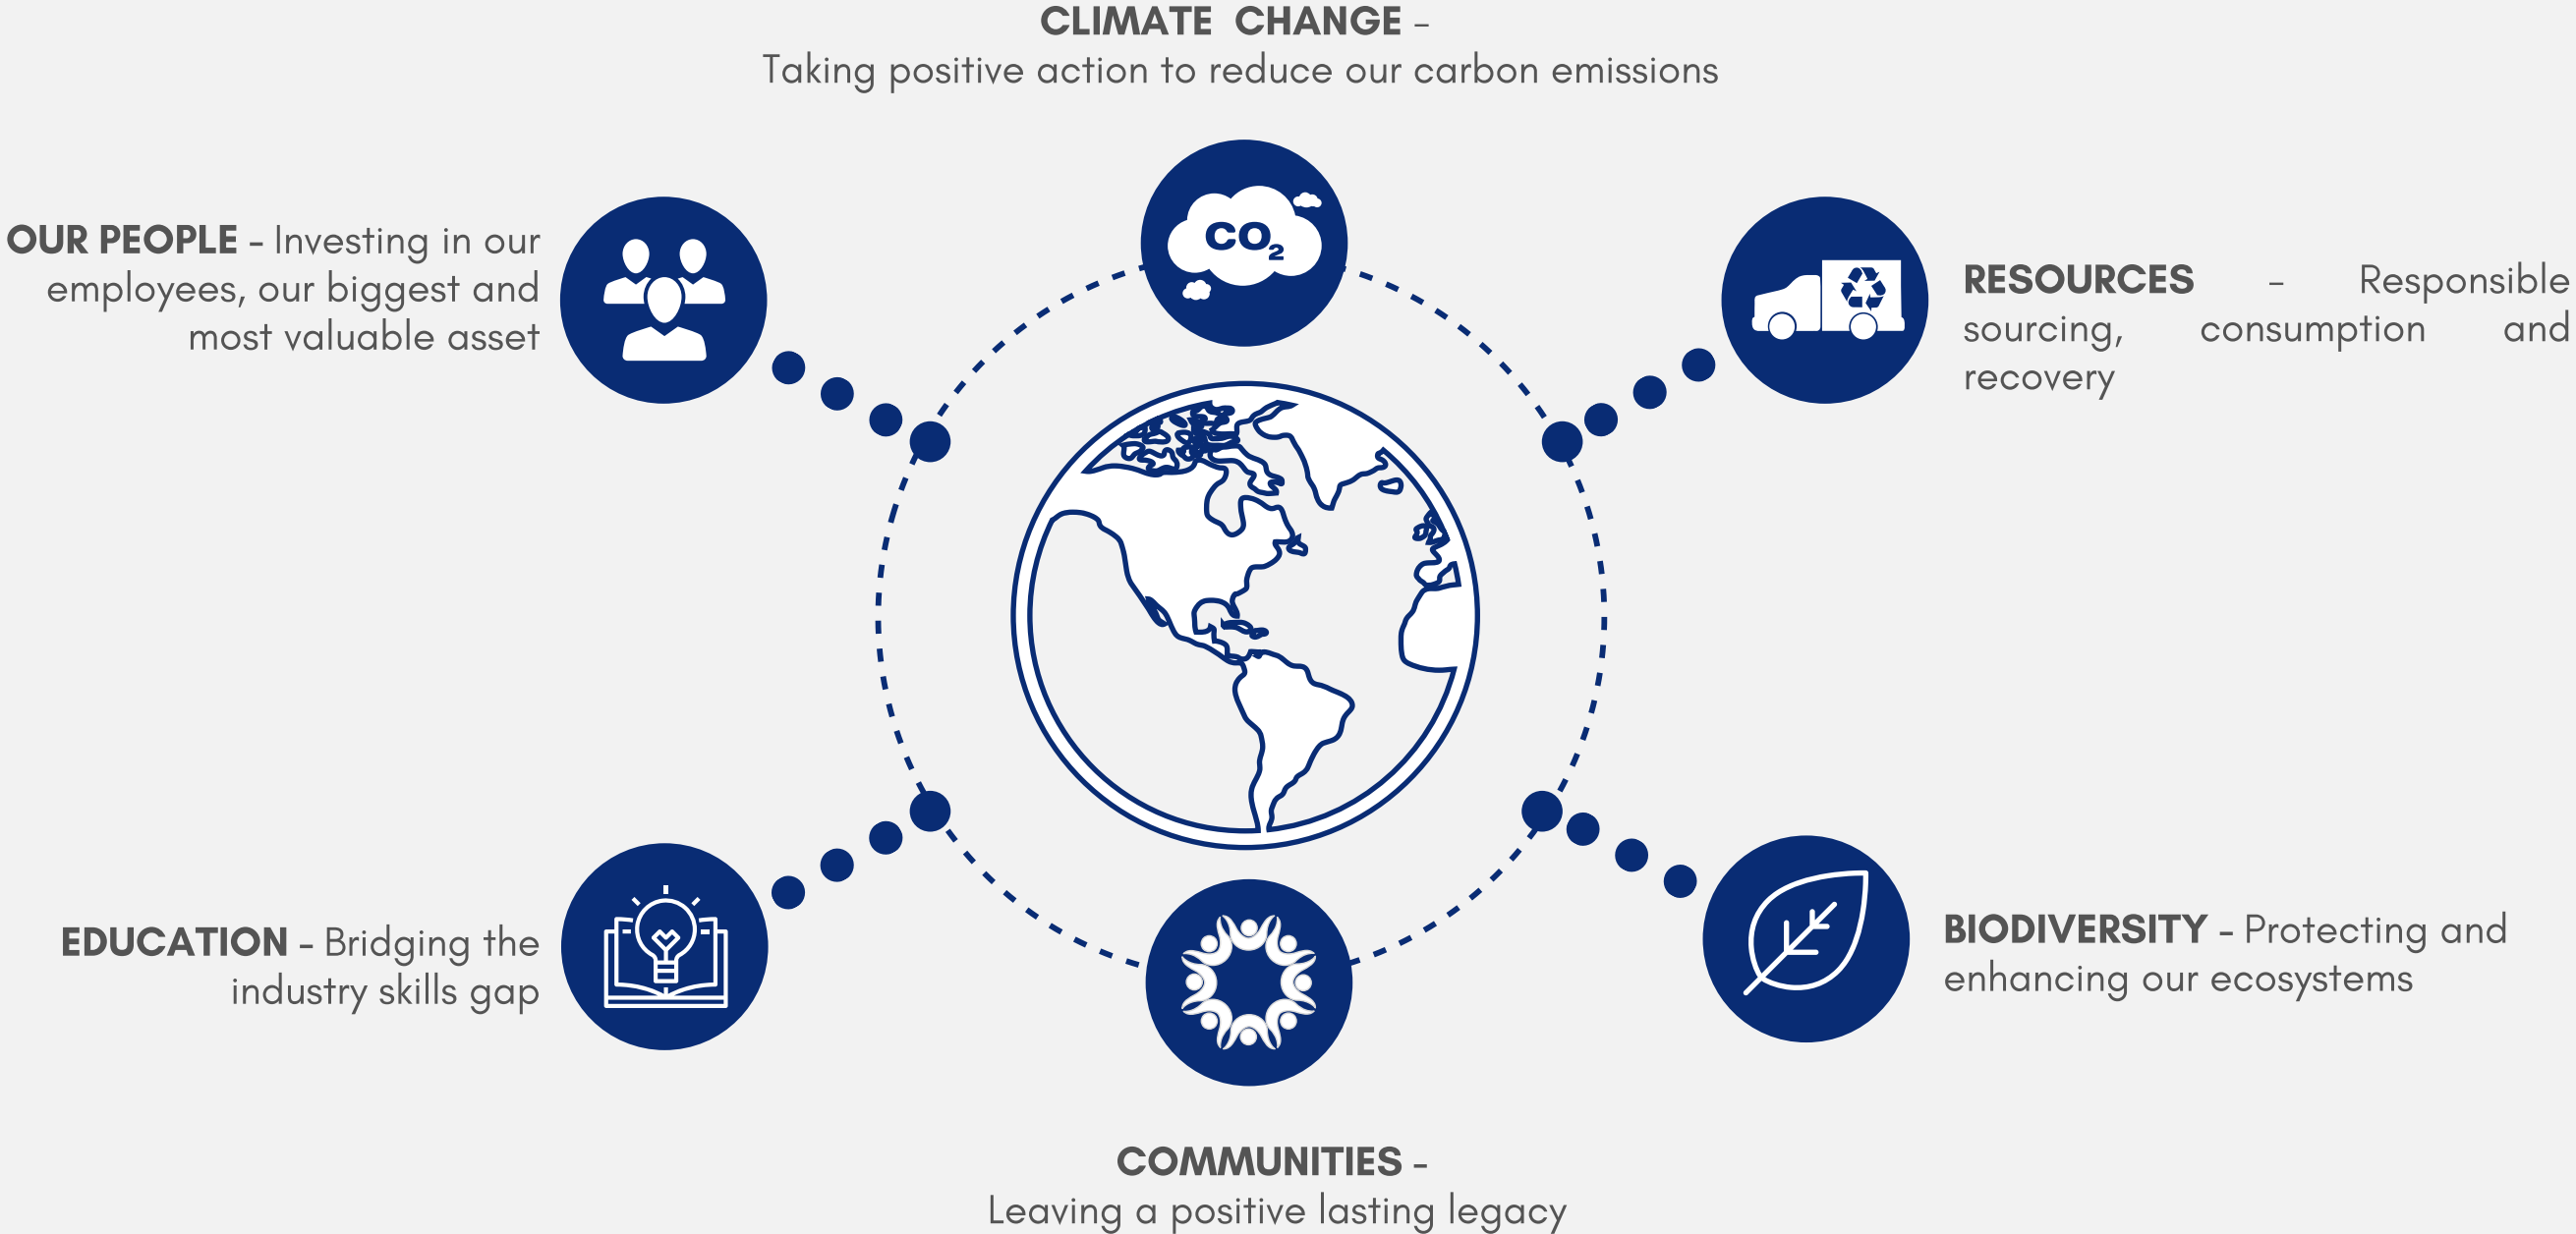 CLIMATE CHANGE -
Taking positive action to reduce our carbon emissions
OUR PEOPLE - Investing in our
employees, our biggest and
most valuable asset
CO₂
RESOURCES - Responsible
sourcing, consumption and
recovery
EDUCATION - Bridging the
industry skills gap
BIODIVERSITY - Protecting and
enhancing our ecosystems
COMMUNITIES -
Leaving a positive lasting legacy